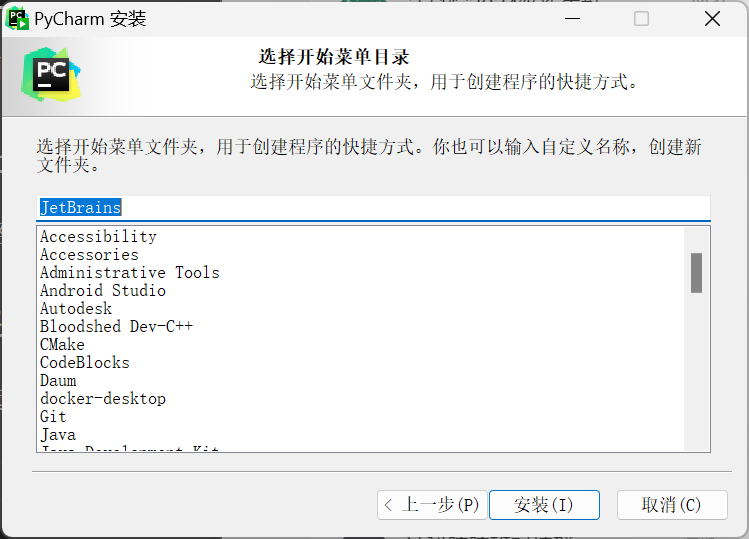 PyCharm 安装
PC
选择开始菜单目录
选择开始菜单文件夹，用于创建程序的快捷方式。
选择开始菜单文件夹，用于创建程序的快捷方式。你也可以输入自定义名称，创建新
文件夹。
JetBrains
Accessibility
Accessories
Administrative Tools
Android Studio
Autodesk
Bloodshed Dev-C++
CMake
CodeBlocks
Daum
docker-desktop
Git
Java
Java Development Kit
< 上一步(P)
安装(I)
取消(C)